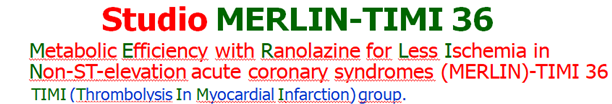 Studio MERLIN-TIMI 36
Metabolic Efficiency with Ranolazine for Less Ischemia in
Non-ST-elevation acute coronary syndromes (MERLIN)-TIMI 36
TIMI (Thrombolysis In Myocardial Infarction) group.